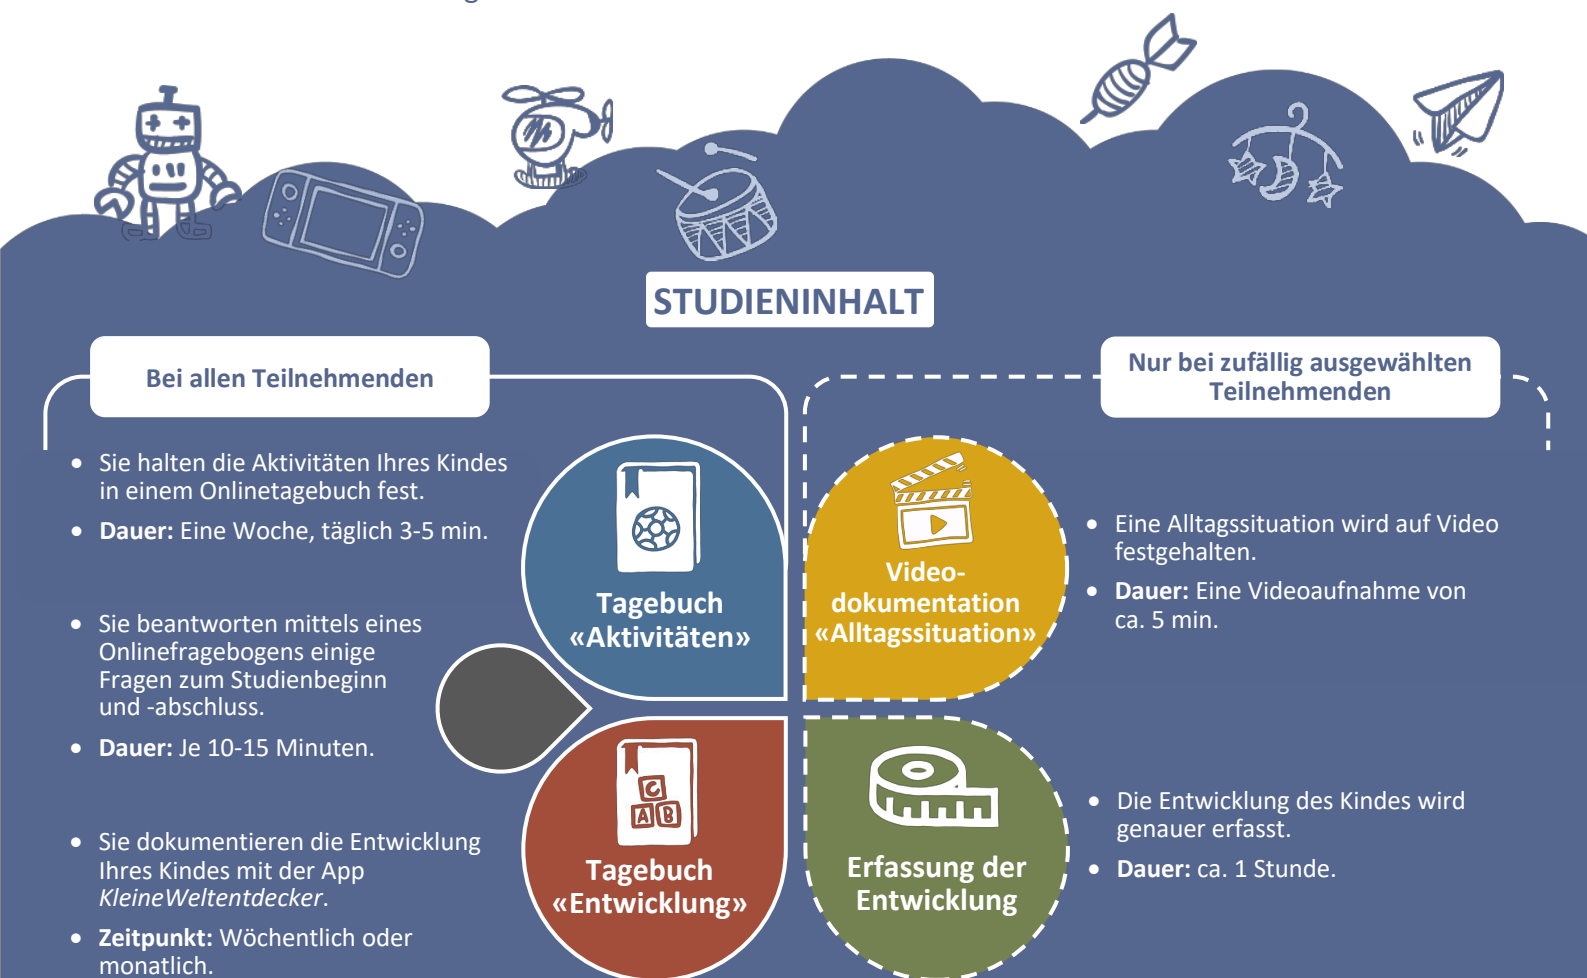 STUDIENINHALT
Bei allen Teilnehmenden
• Sie halten die Aktivitäten Ihres Kindes
in einem Onlinetagebuch fest.
• Dauer: Eine Woche, täglich 3-5 min.
• Sie beantworten mittels eines
Onlinefragebogens einige
Fragen zum Studienbeginn
und -abschluss.
• Dauer: Je 10-15 Minuten.
• Sie dokumentieren die Entwicklung
Ihres Kindes mit der App
KleineWeltentdecker.
• Zeitpunkt: Wöchentlich oder
monatlich.
Tagebuch
«Aktivitäten»
C
A B
Tagebuch
«Entwicklung»
Nur bei zufällig ausgewählten
Teilnehmenden
Video-
dokumentation
«Alltagssituation»
Erfassung der
Entwicklung
• Eine Alltagssituation wird auf Video
festgehalten.
• Dauer: Eine Videoaufnahme von
ca. 5 min.
• Die Entwicklung des Kindes wird
genauer erfasst.
• Dauer: ca. 1 Stunde.